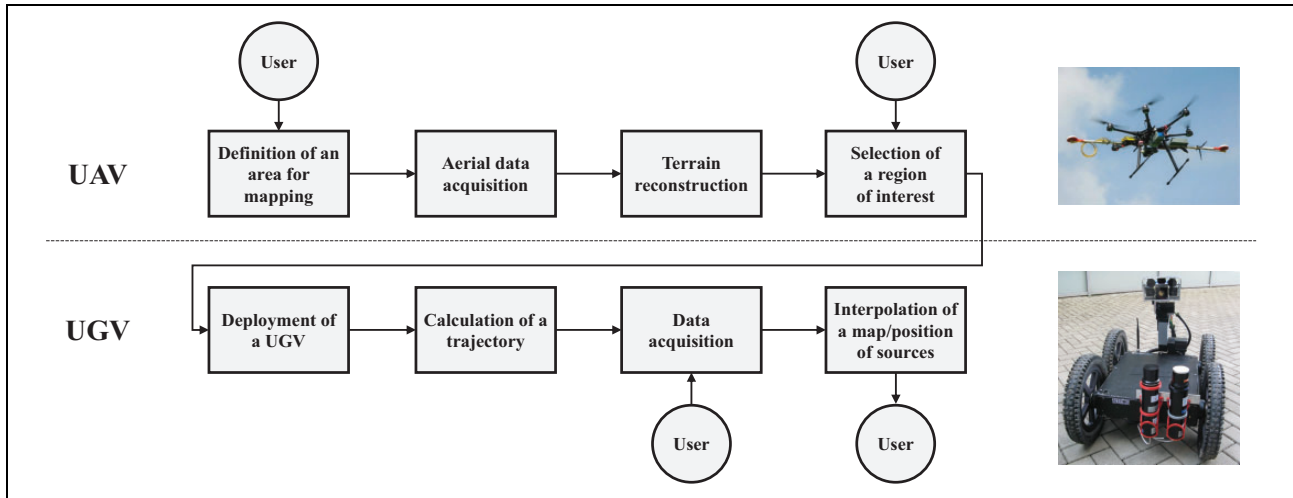 User
User
UAV
Definition of an
area for
mapping
Aerial data
acquisition
Terrain
reconstruction
Selection of
a region
of interest
UGV
Deployment of
a UGV
Calculation of a
trajectory
Data
acquisition
Interpolation of
a map/position
of sources
User
User